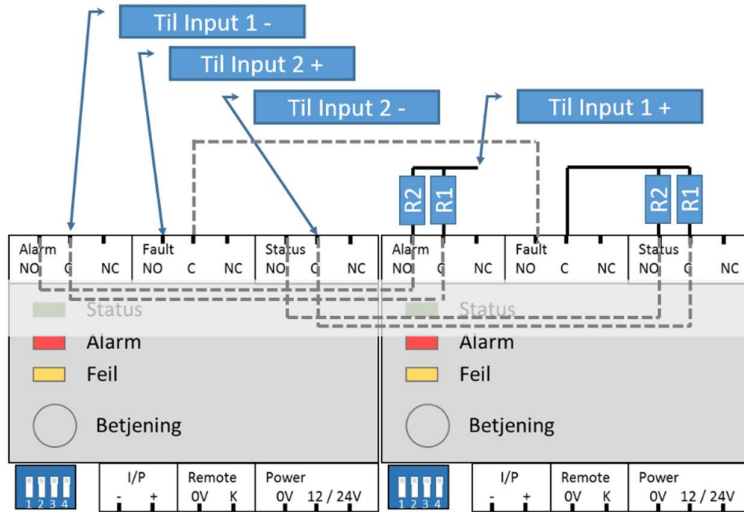 Til Input 1 -
Til Input 2 +
Til Input 2 -
Til Input 1 +
R2 R1 R2 R1
Alarm Fault Status Alarm Fault Status
NO C NC NO C NC NO C NC NO C NC NO C NC NO C NC
Status Status
Alarm Alarm
Feil Feil
Betjening Betjening
I/P Remote Power I/P Remote Power
- + 0V K 0V 12 / 24V - + 0V K 0V 12 / 24V
1 2 3 4 1 2 3 4